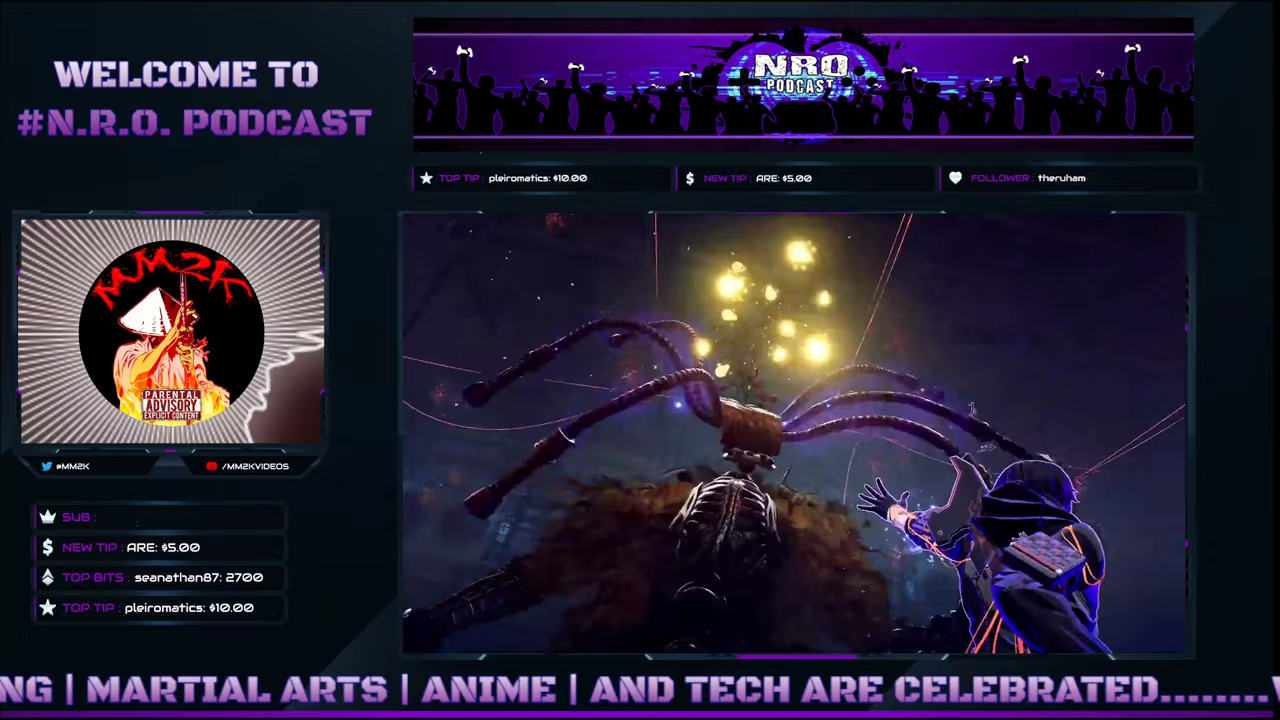 WELCOME TO
#N.R.O. PODCAST
NRO
PODCAST
TOP TIP : pleiromatics: $10.00
NEW TIP : ARE: $5.00
FOLLOWER : theruham
MM2K
PARENTAL
ADVISORY
EXPLICIT CONTENT
@MM2K
/MM2KVIDEOS
SUB :
NEW TIP : ARE: $5.00
TOP BITS : seanathan87: 2700
TOP TIP : pleiromatics: $10.00
NG | MARTIAL ARTS | ANIME | AND TECH ARE CELEBRATED........